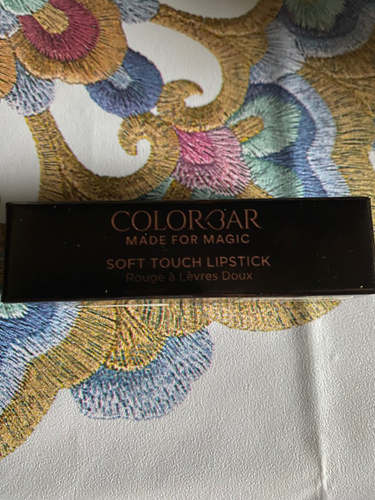 COLORBAR
MADE FOR MAGIC
SOFT TOUCH LIPSTICK
Rouge à Lèvres Doux